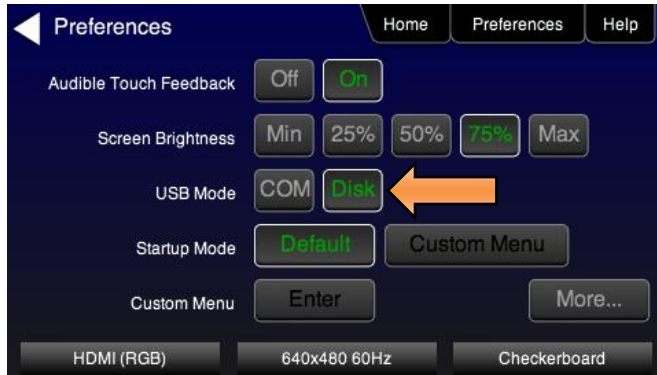 Preferences Home Preferences Help
Audible Touch Feedback Off On
Screen Brightness Min 25% 50% 75% Max
USB Mode COM Disk
Startup Mode Default Custom Menu
Custom Menu Enter More...
HDMI (RGB) 640x480 60Hz Checkerboard